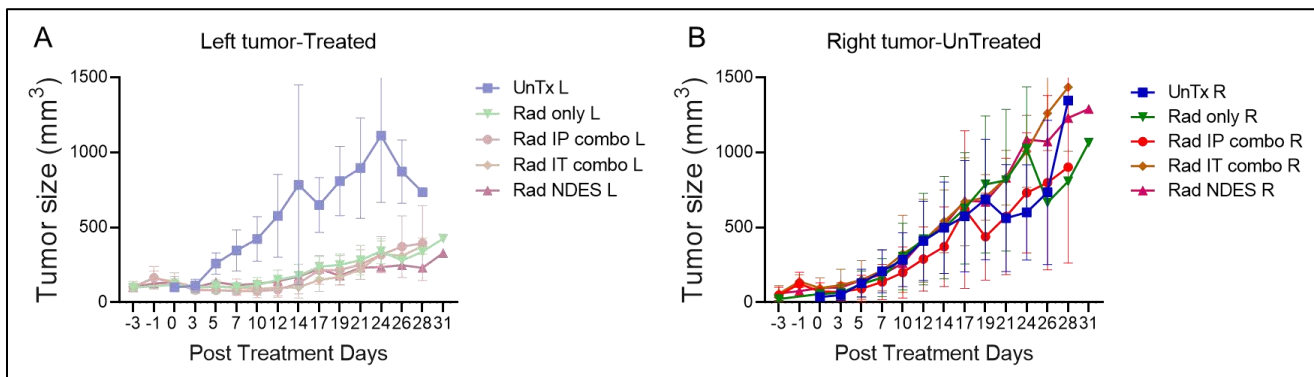 A
Left tumor-Treated
Tumor size (mm³)
1500
1000
500
0
-3 -1 0 3 5 7 10 12 14 17 19 21 24 26 28 31
Post Treatment Days
UnTx L
Rad only L
Rad IP combo L
Rad IT combo L
Rad NDES L
B
Right tumor-UnTreated
Tumor size (mm³)
1500
1000
500
0
-3 -1 0 3 5 7 10 12 14 17 19 21 24 26 28 31
Post Treatment Days
UnTx R
Rad only R
Rad IP combo R
Rad IT combo R
Rad NDES R